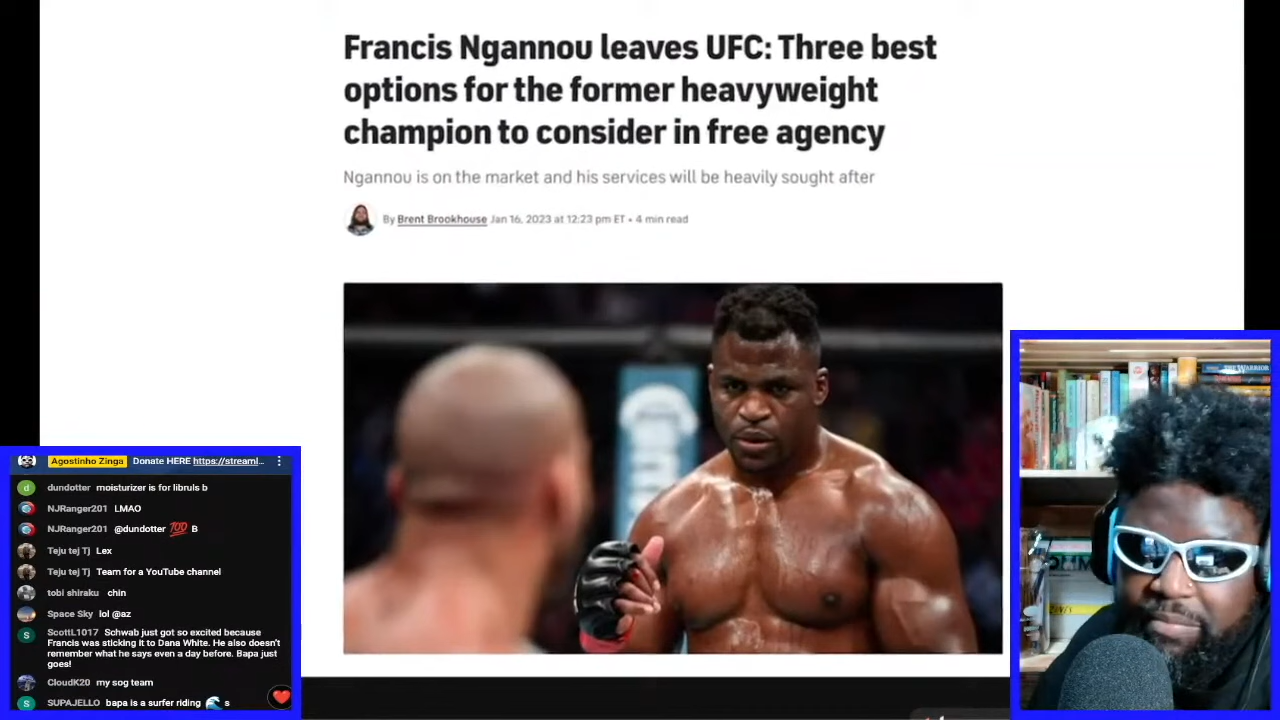 Francis Ngannou leaves UFC: Three best
options for the former heavyweight
champion to consider in free agency
Ngannou is on the market and his services will be heavily sought after
By Brent Brookhouse Jan 16, 2023 at 12:23 pm ET • 4 min read
THE WARRIOR
Agostinho Zinga Donate HERE https://streaml...
dundotter moisturizer is for libruls b
NJRanger201 LMAO
NJRanger201 @dundotter 💯 B
Teju tej Tj Lex
Teju tej Tj Team for a YouTube channel
tobi shiraku chin
Space Sky lol @az
ScottL1017 Schwab just got so excited because
Francis was sticking it to Dana White. He also doesn't
remember what he says even a day before. Bapa just
goes!
CloudK20 my sog team
SUPAJELLO bapa is a surfer riding 🌊 s